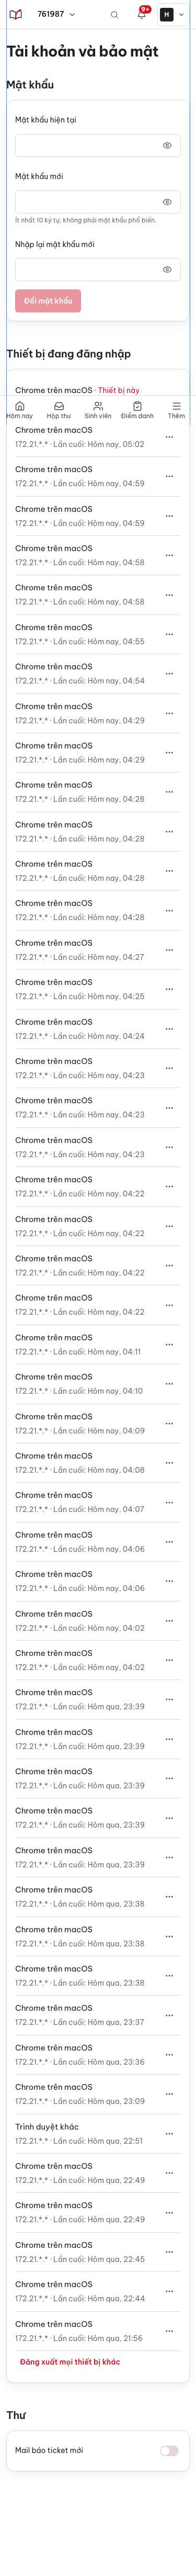 761987
9+
H
Tài khoản và bảo mật
Mật khẩu
Mật khẩu hiện tại
Mật khẩu mới
Ít nhất 10 ký tự, không phải mật khẩu phổ biến.
Nhập lại mật khẩu mới
Đổi mật khẩu
Thiết bị đang đăng nhập
Chrome trên macOS · Thiết bị này
Hôm nay
Hộp thư
Sinh viên
Điểm danh
Thêm
Chrome trên macOS
172.21.*.* · Lần cuối: Hôm nay, 05:02
Chrome trên macOS
172.21.*.* · Lần cuối: Hôm nay, 04:59
Chrome trên macOS
172.21.*.* · Lần cuối: Hôm nay, 04:59
Chrome trên macOS
172.21.*.* · Lần cuối: Hôm nay, 04:58
Chrome trên macOS
172.21.*.* · Lần cuối: Hôm nay, 04:58
Chrome trên macOS
172.21.*.* · Lần cuối: Hôm nay, 04:55
Chrome trên macOS
172.21.*.* · Lần cuối: Hôm nay, 04:54
Chrome trên macOS
172.21.*.* · Lần cuối: Hôm nay, 04:29
Chrome trên macOS
172.21.*.* · Lần cuối: Hôm nay, 04:29
Chrome trên macOS
172.21.*.* · Lần cuối: Hôm nay, 04:28
Chrome trên macOS
172.21.*.* · Lần cuối: Hôm nay, 04:28
Chrome trên macOS
172.21.*.* · Lần cuối: Hôm nay, 04:28
Chrome trên macOS
172.21.*.* · Lần cuối: Hôm nay, 04:28
Chrome trên macOS
172.21.*.* · Lần cuối: Hôm nay, 04:27
Chrome trên macOS
172.21.*.* · Lần cuối: Hôm nay, 04:25
Chrome trên macOS
172.21.*.* · Lần cuối: Hôm nay, 04:24
Chrome trên macOS
172.21.*.* · Lần cuối: Hôm nay, 04:23
Chrome trên macOS
172.21.*.* · Lần cuối: Hôm nay, 04:23
Chrome trên macOS
172.21.*.* · Lần cuối: Hôm nay, 04:23
Chrome trên macOS
172.21.*.* · Lần cuối: Hôm nay, 04:22
Chrome trên macOS
172.21.*.* · Lần cuối: Hôm nay, 04:22
Chrome trên macOS
172.21.*.* · Lần cuối: Hôm nay, 04:22
Chrome trên macOS
172.21.*.* · Lần cuối: Hôm nay, 04:22
Chrome trên macOS
172.21.*.* · Lần cuối: Hôm nay, 04:11
Chrome trên macOS
172.21.*.* · Lần cuối: Hôm nay, 04:10
Chrome trên macOS
172.21.*.* · Lần cuối: Hôm nay, 04:09
Chrome trên macOS
172.21.*.* · Lần cuối: Hôm nay, 04:08
Chrome trên macOS
172.21.*.* · Lần cuối: Hôm nay, 04:07
Chrome trên macOS
172.21.*.* · Lần cuối: Hôm nay, 04:06
Chrome trên macOS
172.21.*.* · Lần cuối: Hôm nay, 04:06
Chrome trên macOS
172.21.*.* · Lần cuối: Hôm nay, 04:02
Chrome trên macOS
172.21.*.* · Lần cuối: Hôm nay, 04:02
Chrome trên macOS
172.21.*.* · Lần cuối: Hôm qua, 23:39
Chrome trên macOS
172.21.*.* · Lần cuối: Hôm qua, 23:39
Chrome trên macOS
172.21.*.* · Lần cuối: Hôm qua, 23:39
Chrome trên macOS
172.21.*.* · Lần cuối: Hôm qua, 23:39
Chrome trên macOS
172.21.*.* · Lần cuối: Hôm qua, 23:39
Chrome trên macOS
172.21.*.* · Lần cuối: Hôm qua, 23:38
Chrome trên macOS
172.21.*.* · Lần cuối: Hôm qua, 23:38
Chrome trên macOS
172.21.*.* · Lần cuối: Hôm qua, 23:38
Chrome trên macOS
172.21.*.* · Lần cuối: Hôm qua, 23:37
Chrome trên macOS
172.21.*.* · Lần cuối: Hôm qua, 23:36
Chrome trên macOS
172.21.*.* · Lần cuối: Hôm qua, 23:09
Trình duyệt khác
172.21.*.* · Lần cuối: Hôm qua, 22:51
Chrome trên macOS
172.21.*.* · Lần cuối: Hôm qua, 22:49
Chrome trên macOS
172.21.*.* · Lần cuối: Hôm qua, 22:49
Chrome trên macOS
172.21.*.* · Lần cuối: Hôm qua, 22:45
Chrome trên macOS
172.21.*.* · Lần cuối: Hôm qua, 22:44
Chrome trên macOS
172.21.*.* · Lần cuối: Hôm qua, 21:56
Đăng xuất mọi thiết bị khác
Thư
Mail báo ticket mới